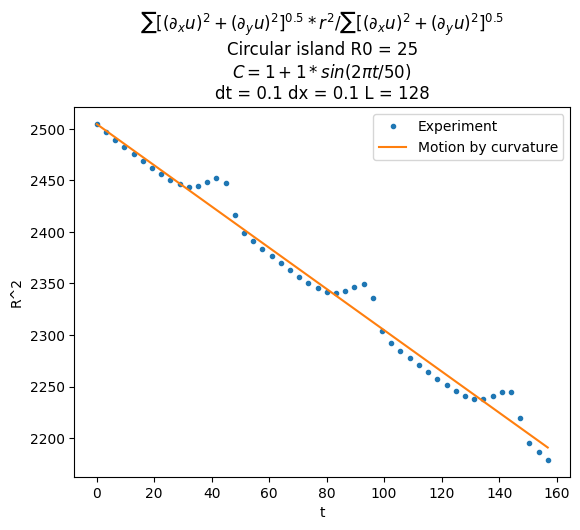 ∑[(∂ₓu)² + (∂ᵧu)²]^0.5 * r²/∑[(∂ₓu)² + (∂ᵧu)²]^0.5
Circular island R0 = 25
C = 1 + 1 * sin(2πt/50)
dt = 0.1 dx = 0.1 L = 128
Experiment
Motion by curvature
R^2
2500
2450
2400
2350
2300
2250
2200
0 20 40 60 80 100 120 140 160
t